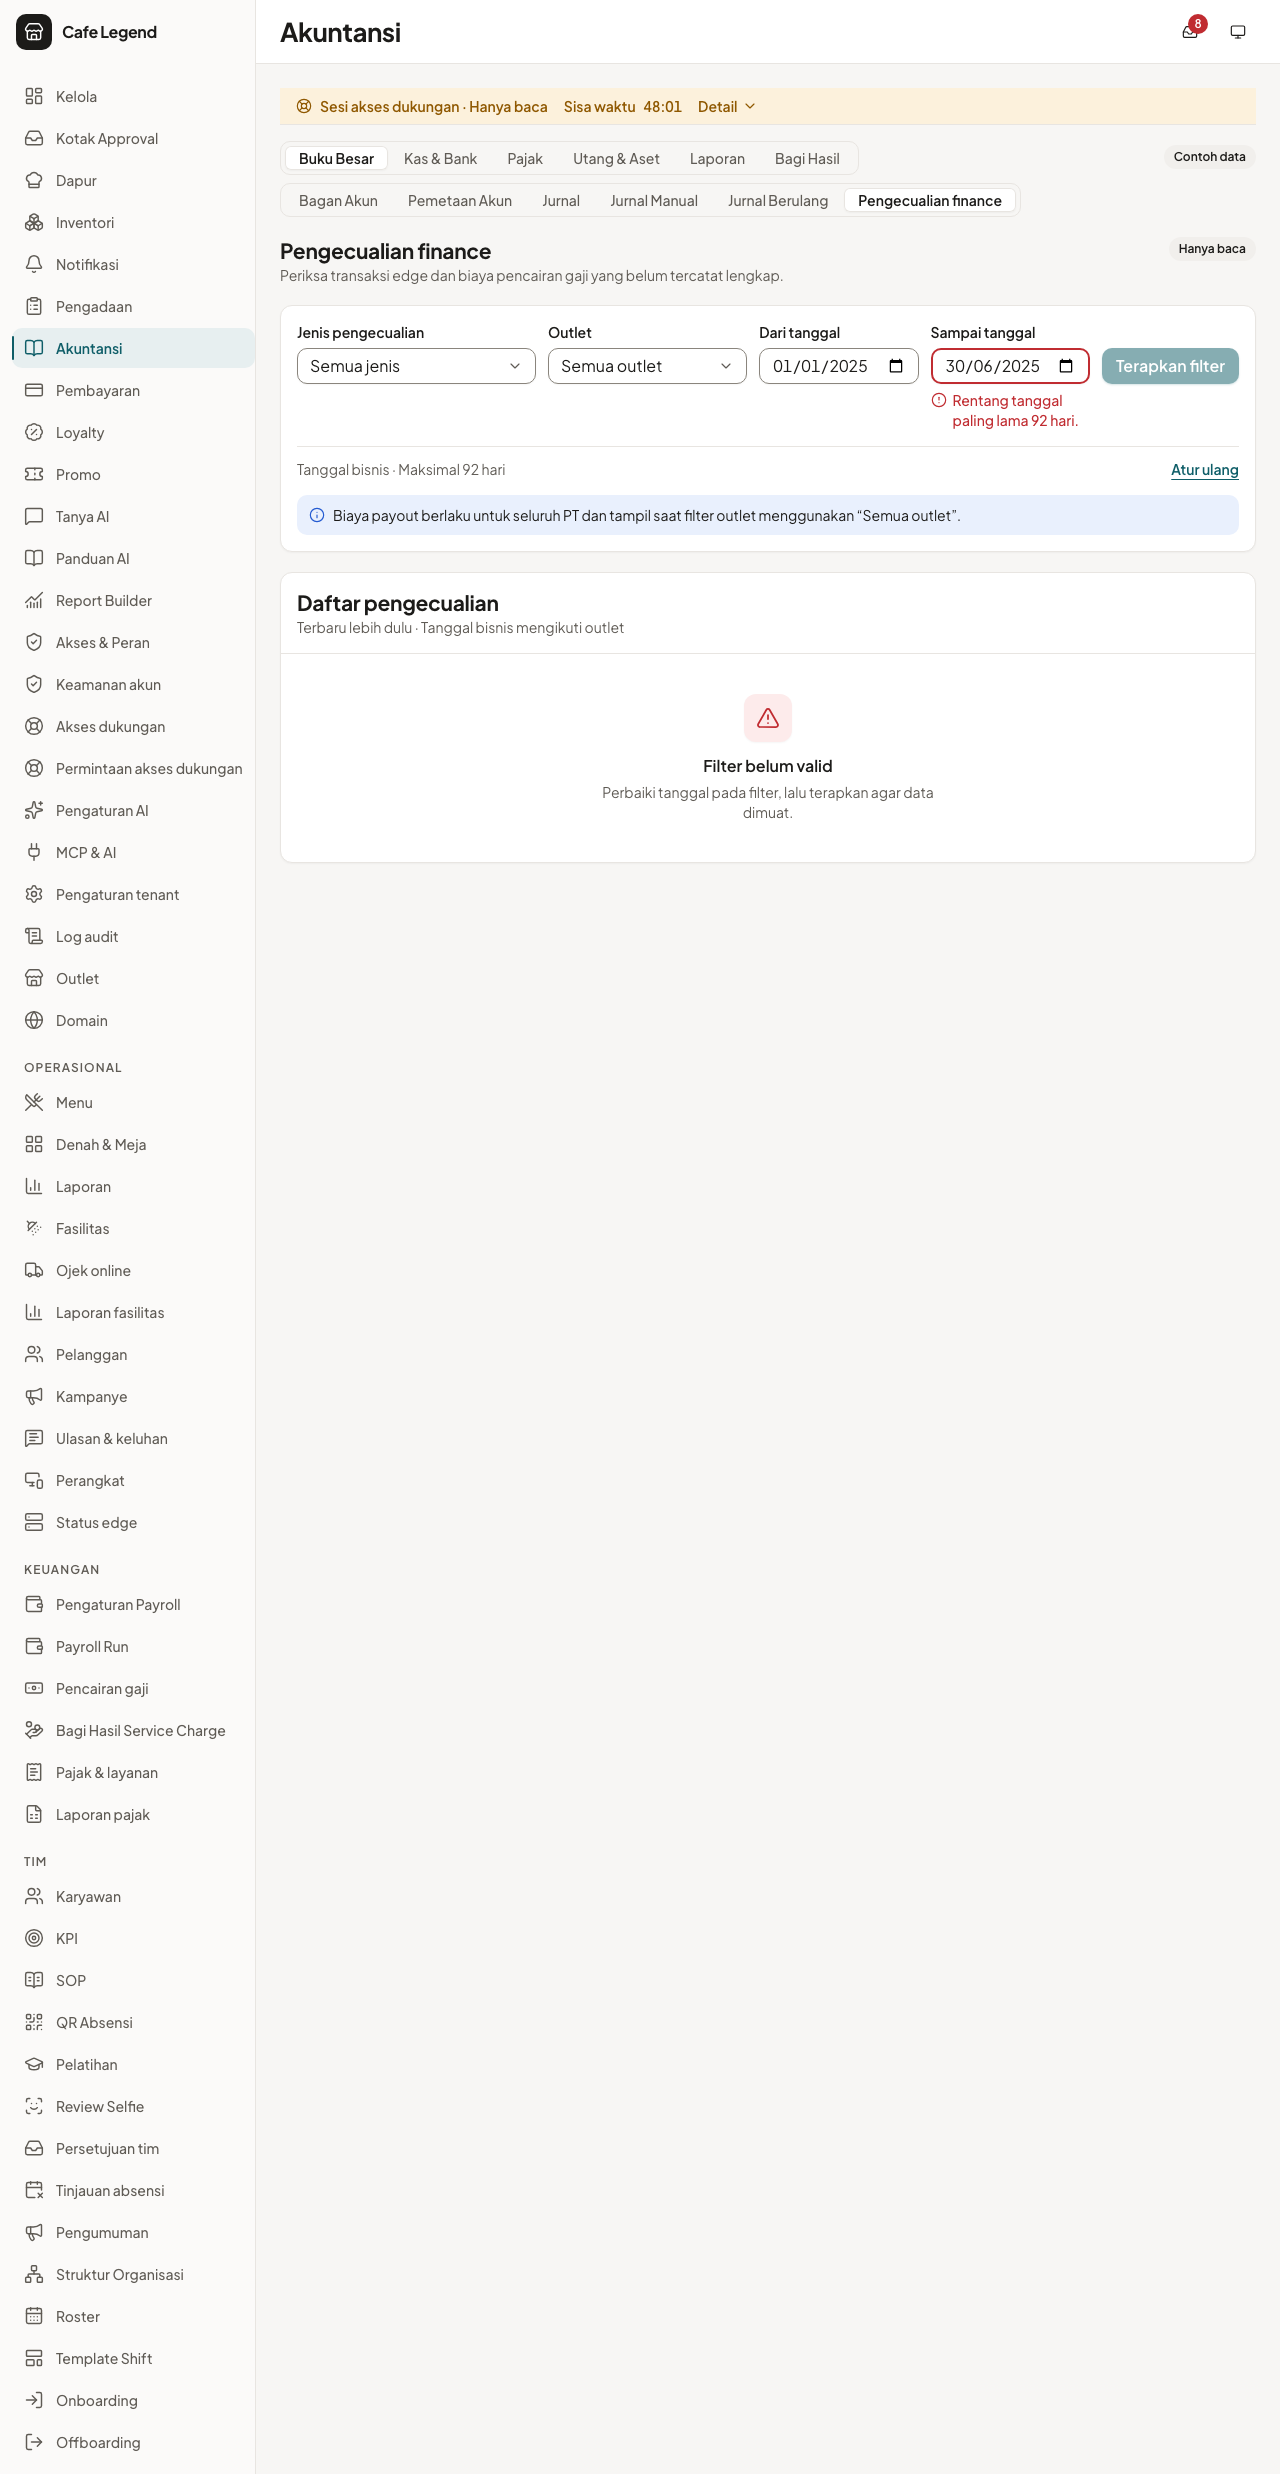 Cafe Legend
Kelola
Kotak Approval
Dapur
Inventori
Notifikasi
Pengadaan
Akuntansi
Pembayaran
Loyalty
Promo
Tanya AI
Panduan AI
Report Builder
Akses & Peran
Keamanan akun
Akses dukungan
Permintaan akses dukungan
Pengaturan AI
MCP & AI
Pengaturan tenant
Log audit
Outlet
Domain
OPERASIONAL
Menu
Denah & Meja
Laporan
Fasilitas
Ojek online
Laporan fasilitas
Pelanggan
Kampanye
Ulasan & keluhan
Perangkat
Status edge
KEUANGAN
Pengaturan Payroll
Payroll Run
Pencairan gaji
Bagi Hasil Service Charge
Pajak & layanan
Laporan pajak
TIM
Karyawan
KPI
SOP
QR Absensi
Pelatihan
Review Selfie
Persetujuan tim
Tinjauan absensi
Pengumuman
Struktur Organisasi
Roster
Template Shift
Onboarding
Offboarding
Akuntansi
8
Sesi akses dukungan · Hanya baca Sisa waktu 48:01 Detail
Buku Besar Kas & Bank Pajak Utang & Aset Laporan Bagi Hasil
Contoh data
Bagan Akun Pemetaan Akun Jurnal Jurnal Manual Jurnal Berulang Pengecualian finance
Pengecualian finance
Hanya baca
Periksa transaksi edge dan biaya pencairan gaji yang belum tercatat lengkap.
Jenis pengecualian Outlet Dari tanggal Sampai tanggal
Semua jenis Semua outlet 01/01/2025 30/06/2025 Terapkan filter
Rentang tanggal
paling lama 92 hari.
Tanggal bisnis · Maksimal 92 hari
Atur ulang
Biaya payout berlaku untuk seluruh PT dan tampil saat filter outlet menggunakan “Semua outlet”.
Daftar pengecualian
Terbaru lebih dulu · Tanggal bisnis mengikuti outlet
Filter belum valid
Perbaiki tanggal pada filter, lalu terapkan agar data
dimuat.